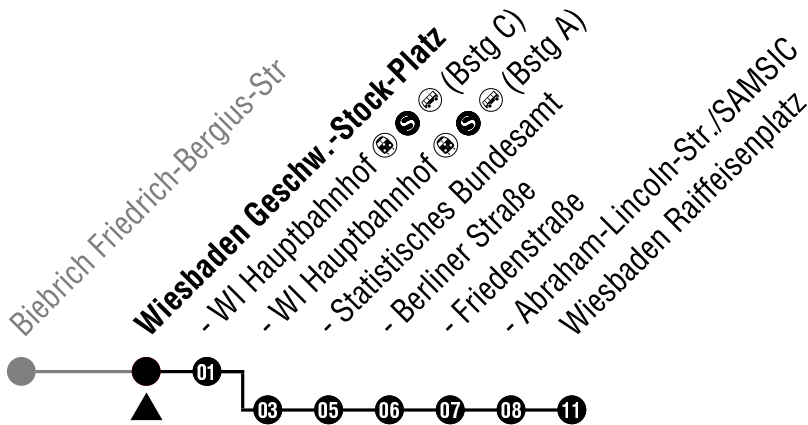 Biebrich Friedrich-Bergius-Str
Wiesbaden Geschw.-Stock-Platz
- WI Hauptbahnhof S (Bstg C)
- WI Hauptbahnhof S (Bstg A)
- Statistisches Bundesamt
- Berliner Straße
- Friedenstraße
- Abraham-Lincoln-Str./SAMSIC
Wiesbaden Raiffeisenplatz
01
03 05 06 07 08 11